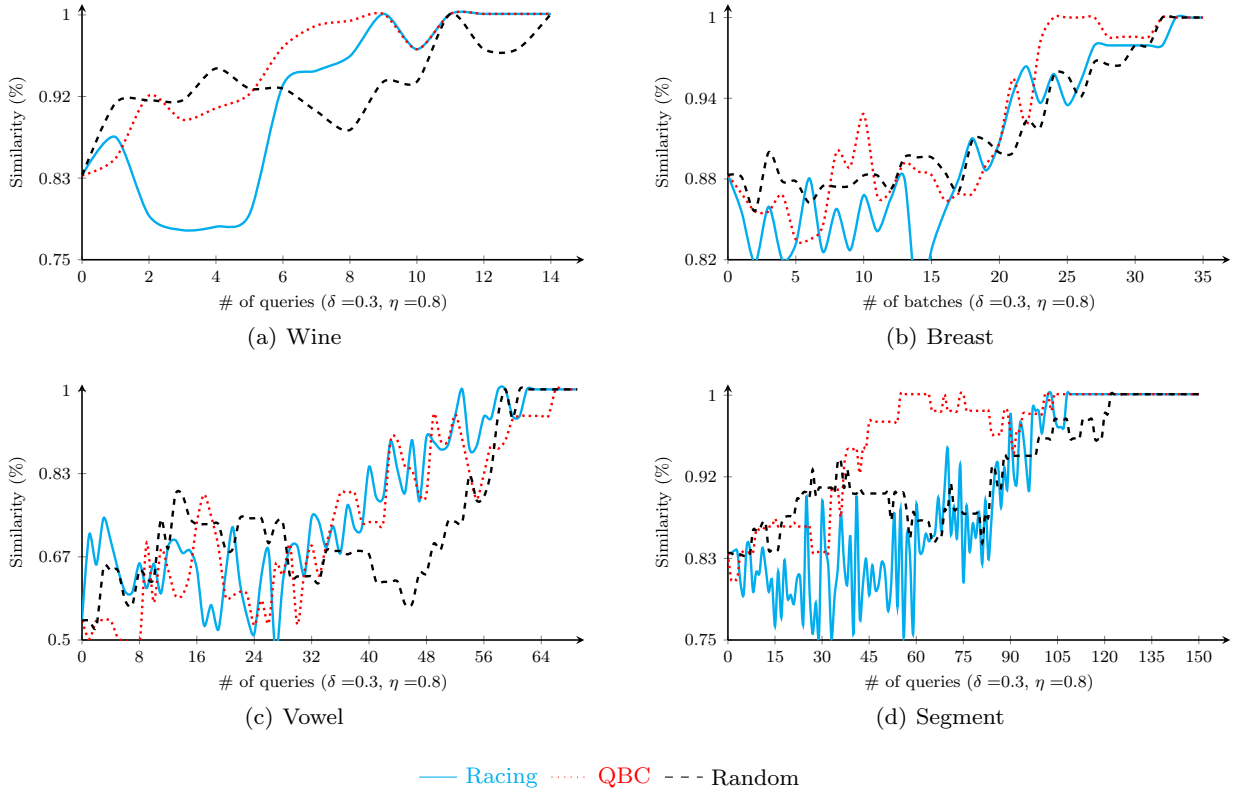 1
0.92
0.83
0.75
Similarity (%)
0 2 4 6 8 10 12 14
# of queries (δ =0.3, η =0.8)
(a) Wine
1
0.94
0.88
0.82
Similarity (%)
0 5 10 15 20 25 30 35
# of batches (δ =0.3, η =0.8)
(b) Breast
1
0.83
0.67
0.5
Similarity (%)
0 8 16 24 32 40 48 56 64
# of queries (δ =0.3, η =0.8)
(c) Vowel
1
0.92
0.83
0.75
Similarity (%)
0 15 30 45 60 75 90 105 120 135 150
# of queries (δ =0.3, η =0.8)
(d) Segment
Racing QBC Random